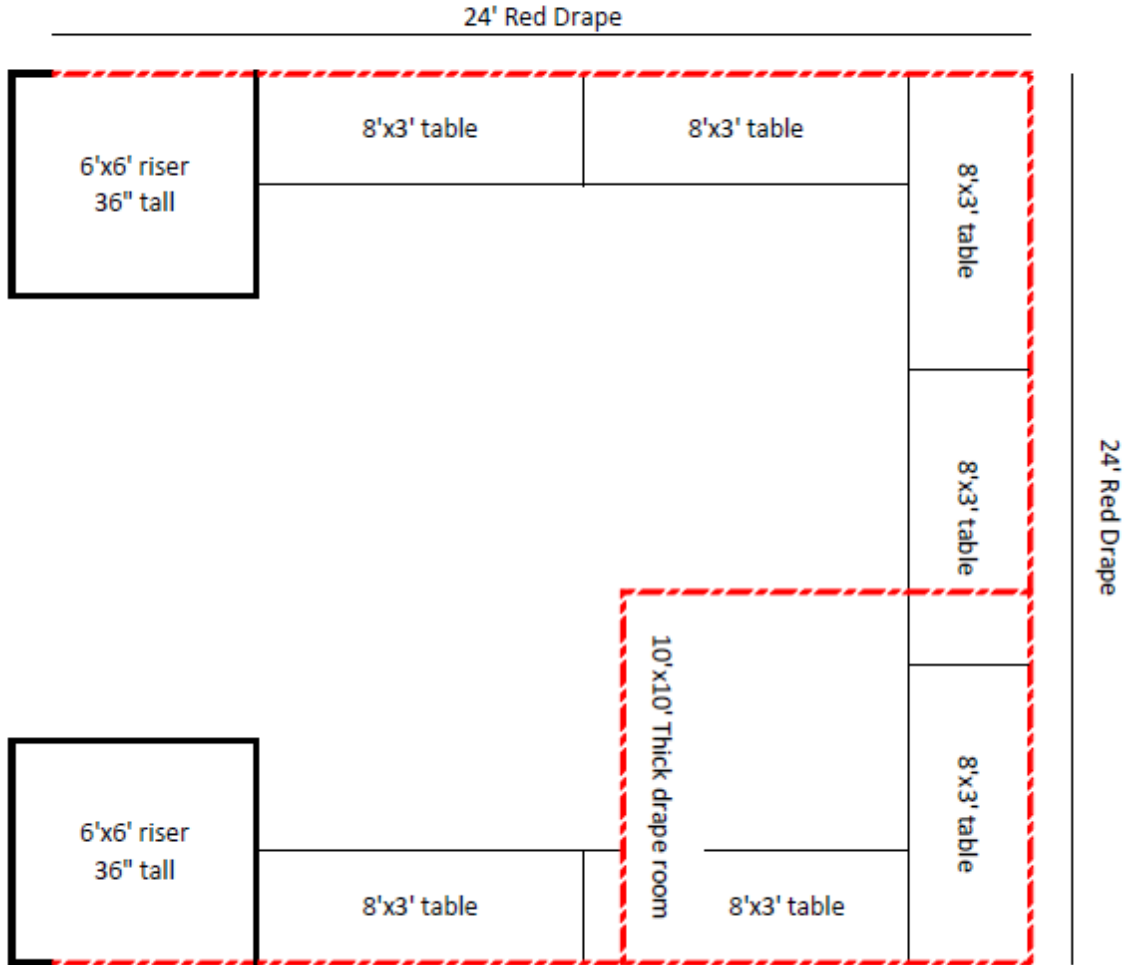 24' Red Drape
8'x3' table
8'x3' table
6'x6' riser
36" tall
8'x3' table
8'x3' table
24' Red Drape
10'x10' Thick drape room
8'x3' table
6'x6' riser
36" tall
8'x3' table
8'x3' table